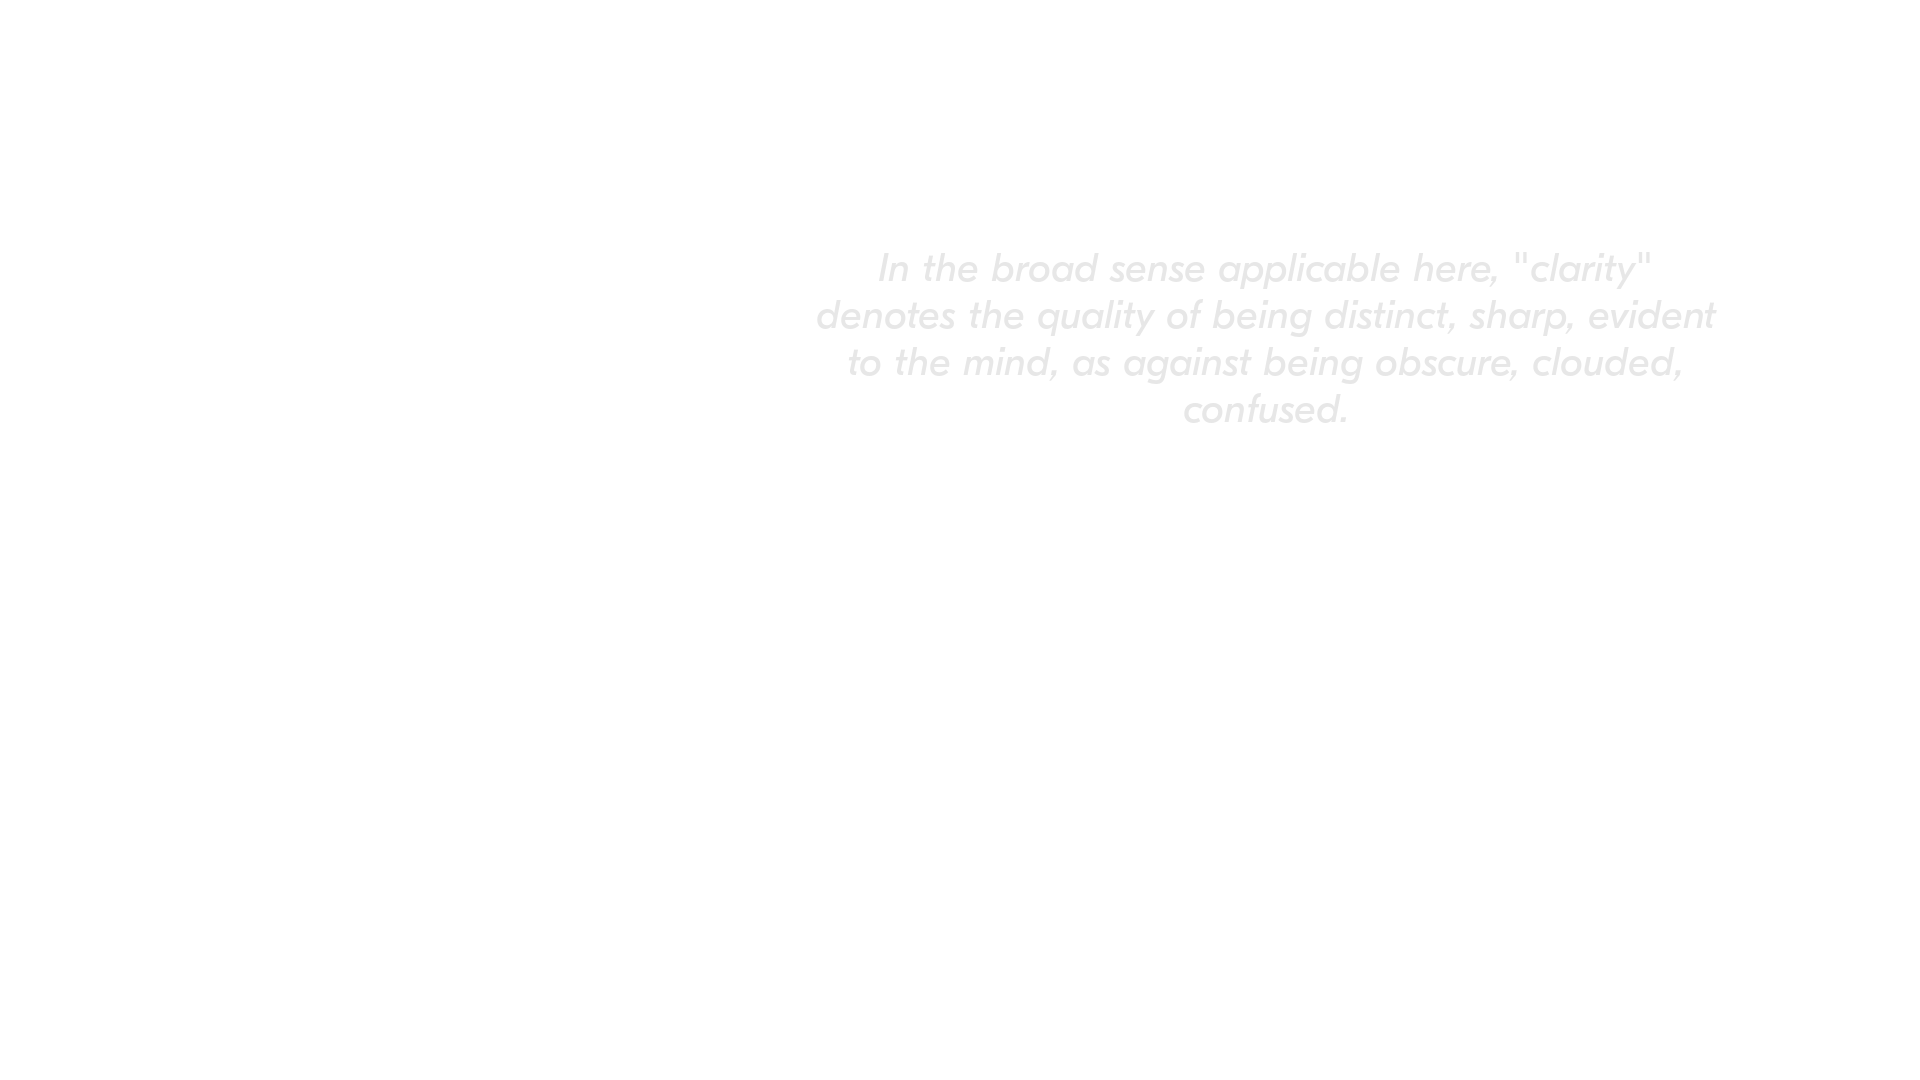 In the broad sense applicable here, "clarity"
denotes the quality of being distinct, sharp, evident
to the mind, as against being obscure, clouded,
confused.